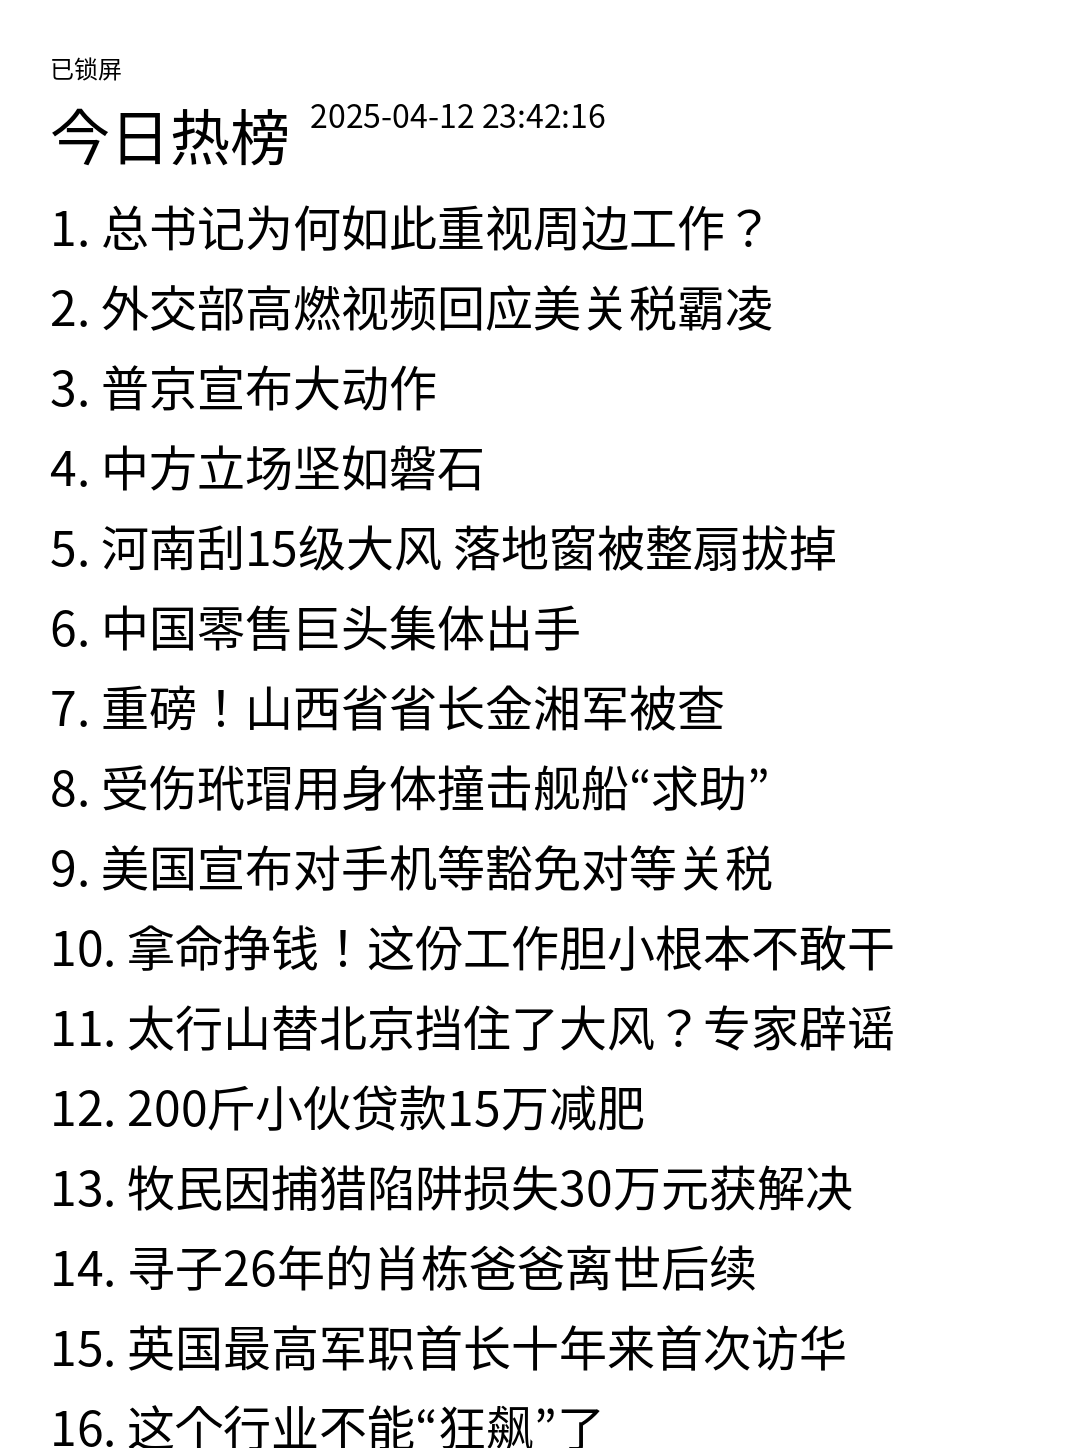 已锁屏
今日热榜 2025-04-12 23:42:16
1. 总书记为何如此重视周边工作？
2. 外交部高燃视频回应美关税霸凌
3. 普京宣布大动作
4. 中方立场坚如磐石
5. 河南刮15级大风 落地窗被整扇拔掉
6. 中国零售巨头集体出手
7. 重磅！山西省省长金湘军被查
8. 受伤玳瑁用身体撞击舰船“求助”
9. 美国宣布对手机等豁免对等关税
10. 拿命挣钱！这份工作胆小根本不敢干
11. 太行山替北京挡住了大风？专家辟谣
12. 200斤小伙贷款15万减肥
13. 牧民因捕猎陷阱损失30万元获解决
14. 寻子26年的肖栋爸爸离世后续
15. 英国最高军职首长十年来首次访华
16. 这个行业不能“狂飙”了